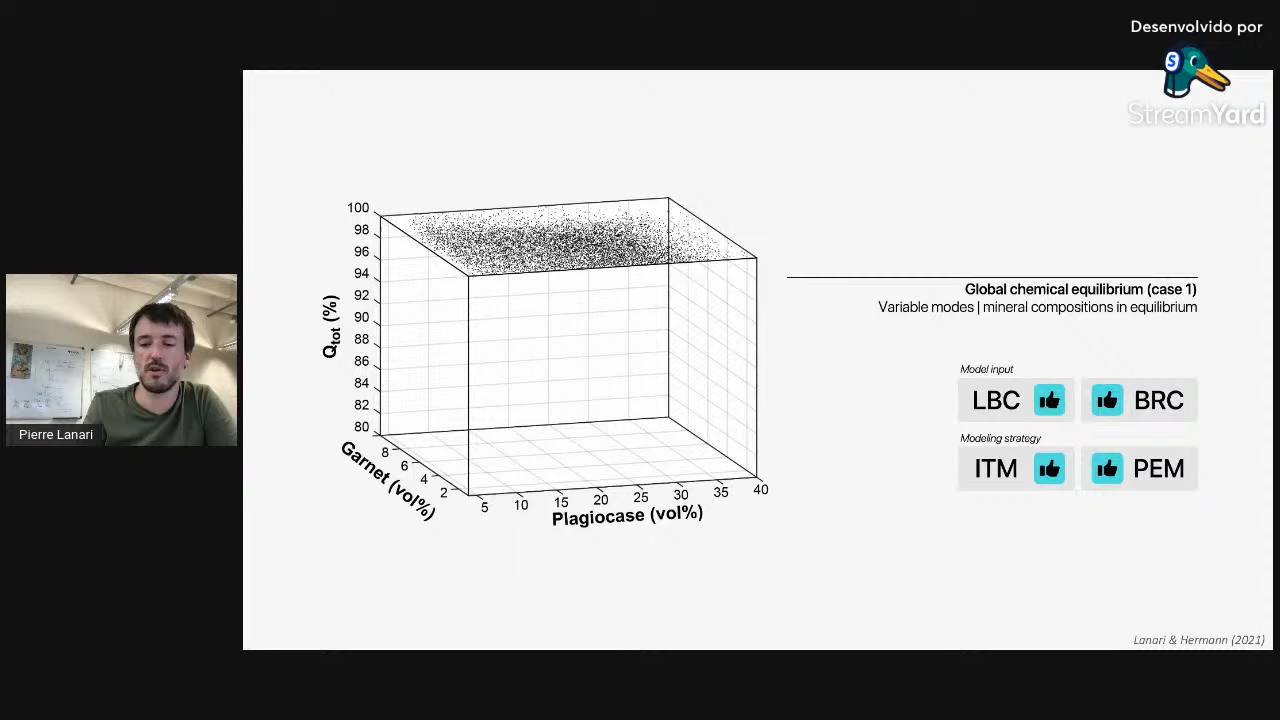 Desenvolvido por
S
StreamYard
100
98
96
94
92
90
88
86
84
82
80
Qtot (%)
8
6
4
2
Garnet (vol%)
5
10
15
20
25
30
35
40
Plagiocase (vol%)
Global chemical equilibrium (case 1)
Variable modes | mineral compositions in equilibrium
Model input
LBC
BRC
Modeling strategy
ITM
PEM
Pierre Lanari
Lanari & Hermann (2021)